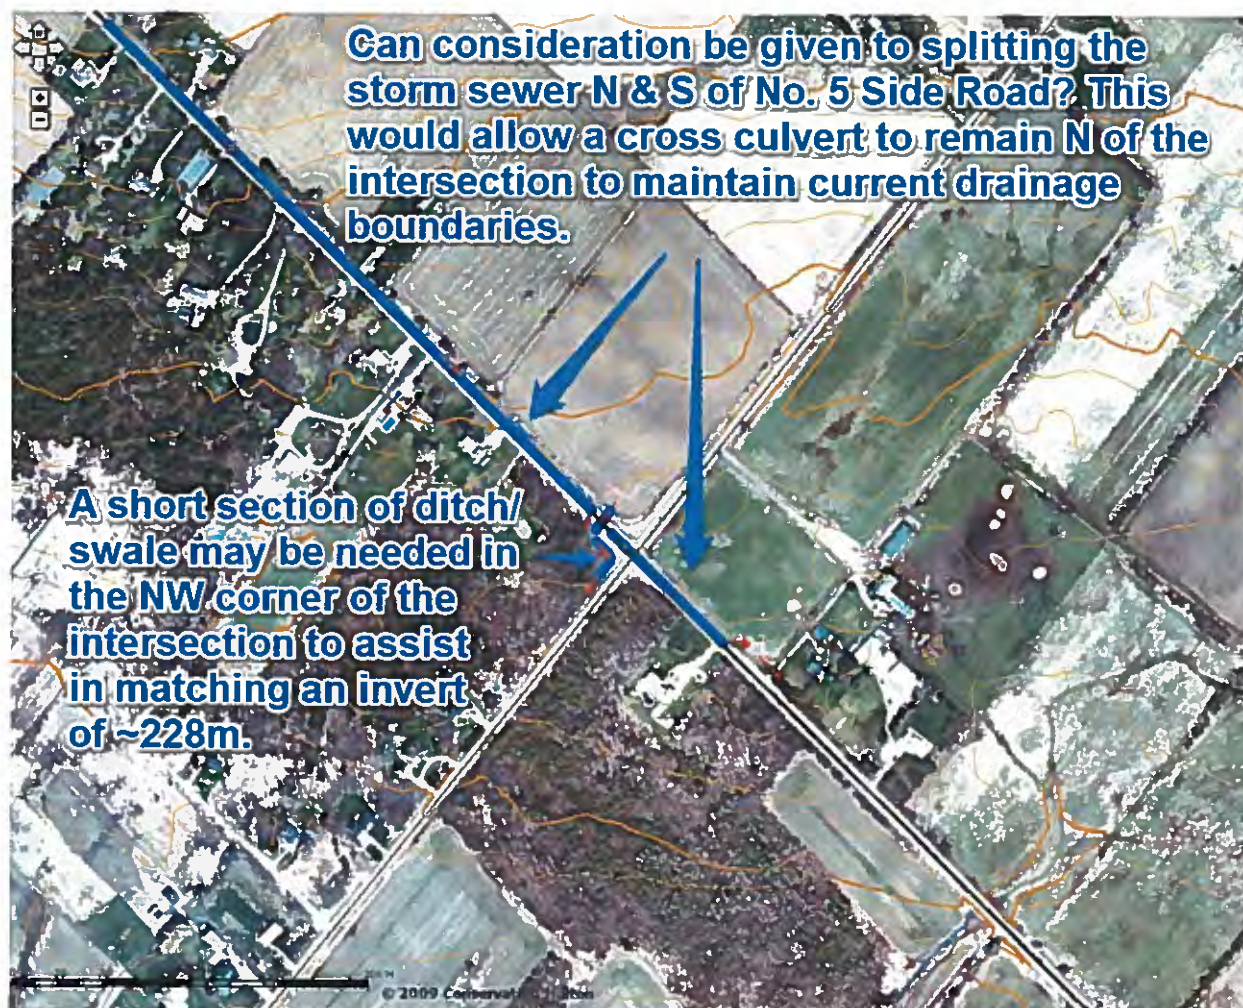 Can consideration be given to splitting the
storm sewer N & S of No. 5 Side Road? This
would allow a cross culvert to remain N of the
intersection to maintain current drainage
boundaries.
A short section of ditch/
swale may be needed in
the NW corner of the
intersection to assist
in matching an invert
of ~228m.
© 2009 Conservation